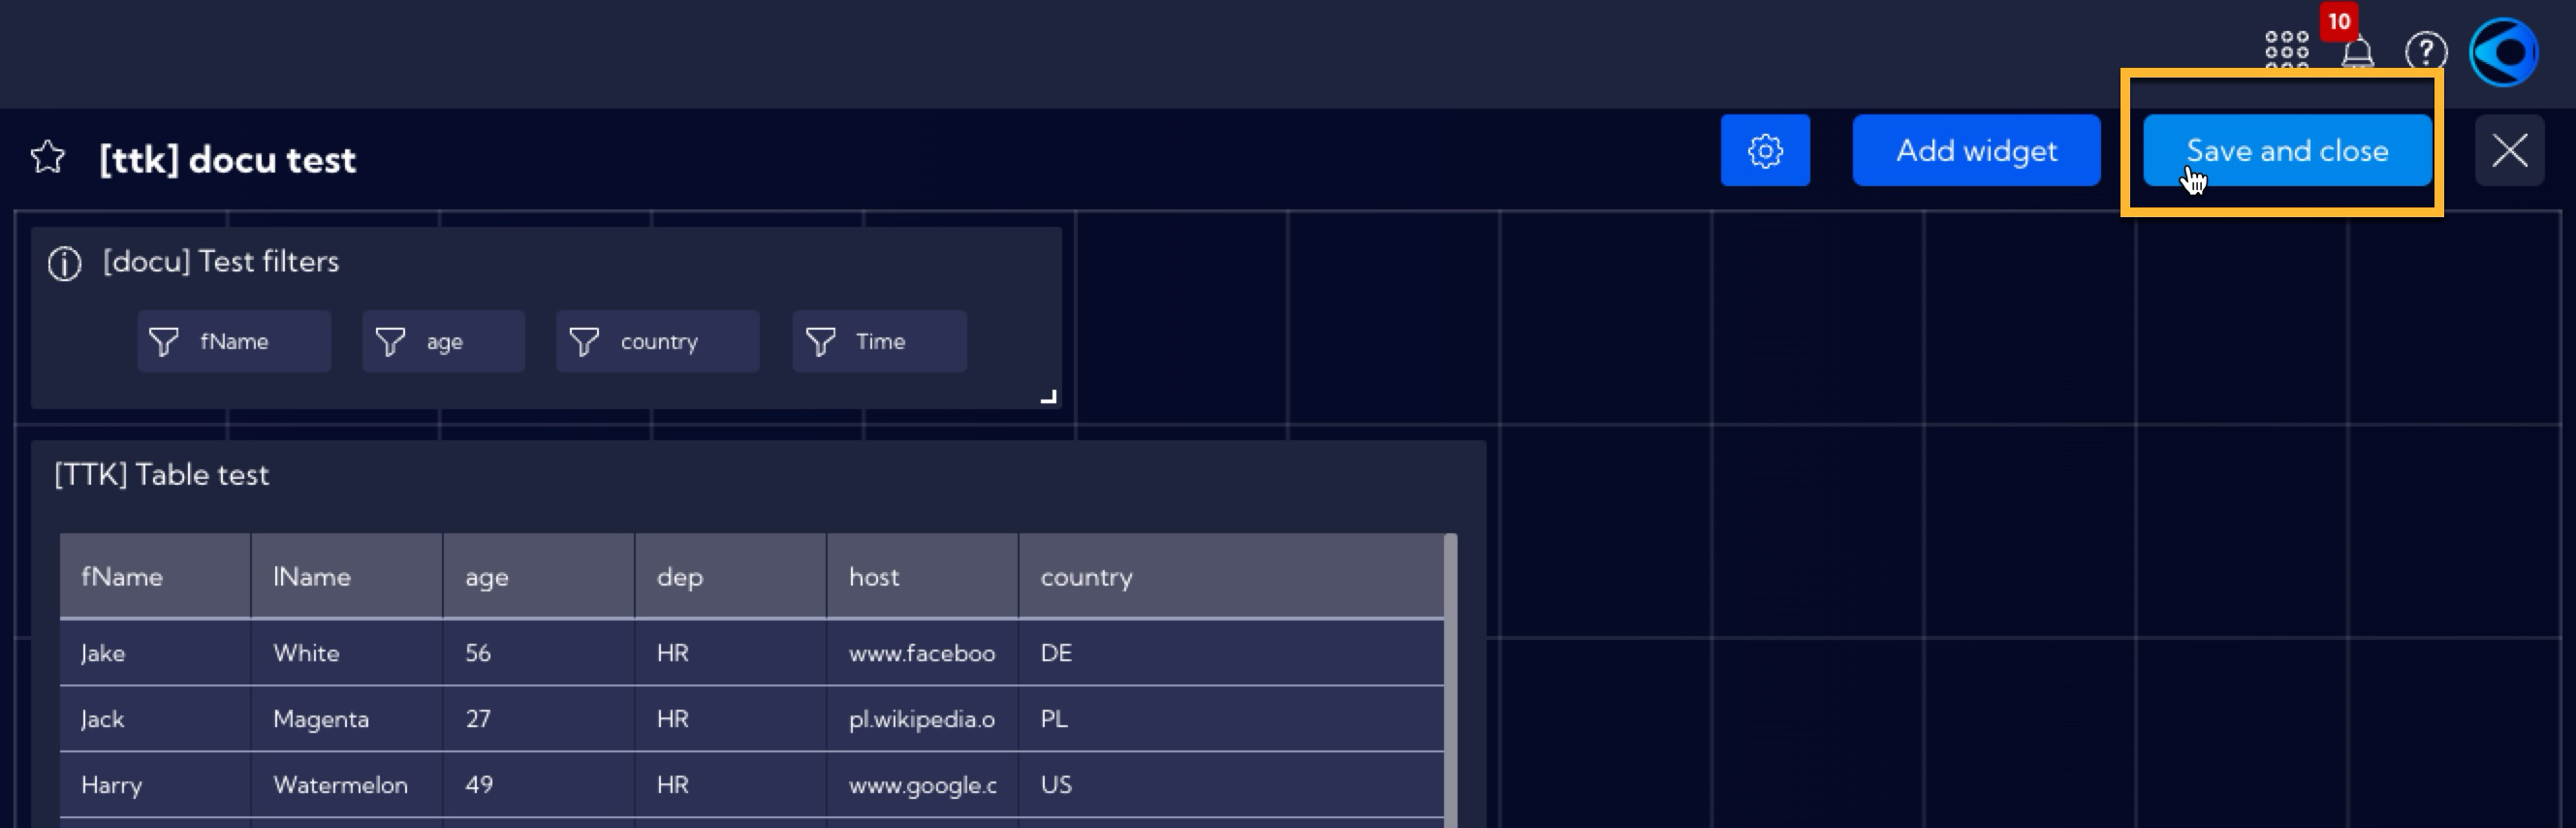 10
[ttk] docu test
Add widget
Save and close
[docu] Test filters
fName age country Time
[TTK] Table test
fName lName age dep host country
Jake White 56 HR www.faceboo DE
Jack Magenta 27 HR pl.wikipedia.o PL
Harry Watermelon 49 HR www.google.c US